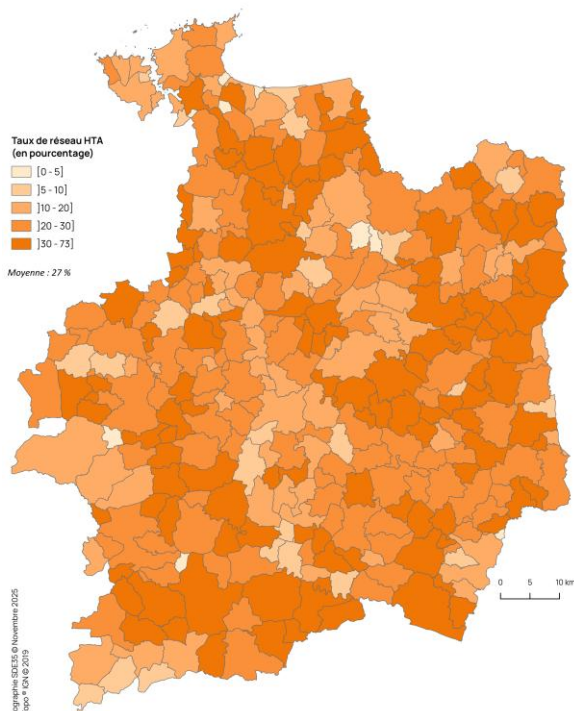 Taux de réseau HTA
(en pourcentage)
[0 - 5]
]5 - 10]
]10 - 20]
]20 - 30]
]30 - 73]
Moyenne : 27 %
0 5 10 km
ographie SDE35 © Novembre 2025
opo ® IGN © 2019